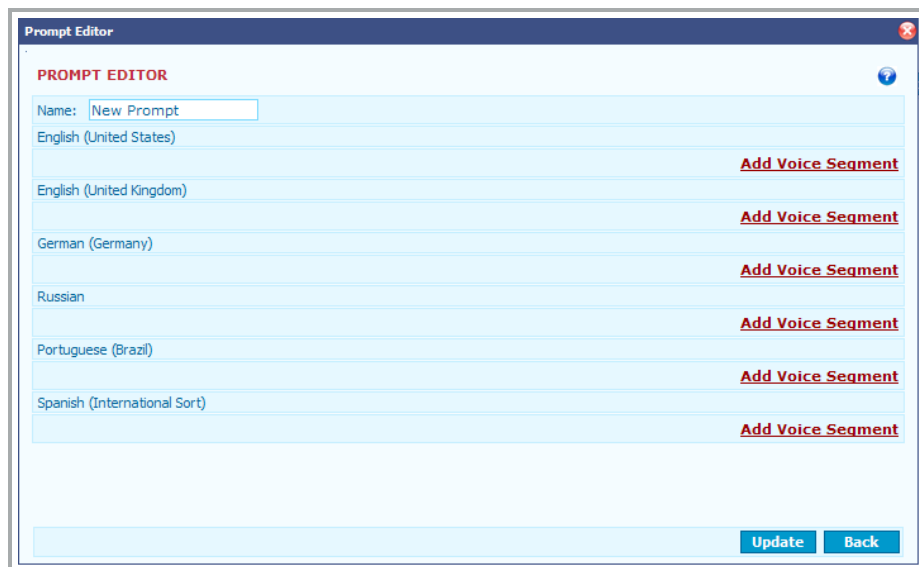 Prompt Editor
PROMPT EDITOR
Name: New Prompt
English (United States)
Add Voice Segment
English (United Kingdom)
Add Voice Segment
German (Germany)
Add Voice Segment
Russian
Add Voice Segment
Portuguese (Brazil)
Add Voice Segment
Spanish (International Sort)
Add Voice Segment
Update Back